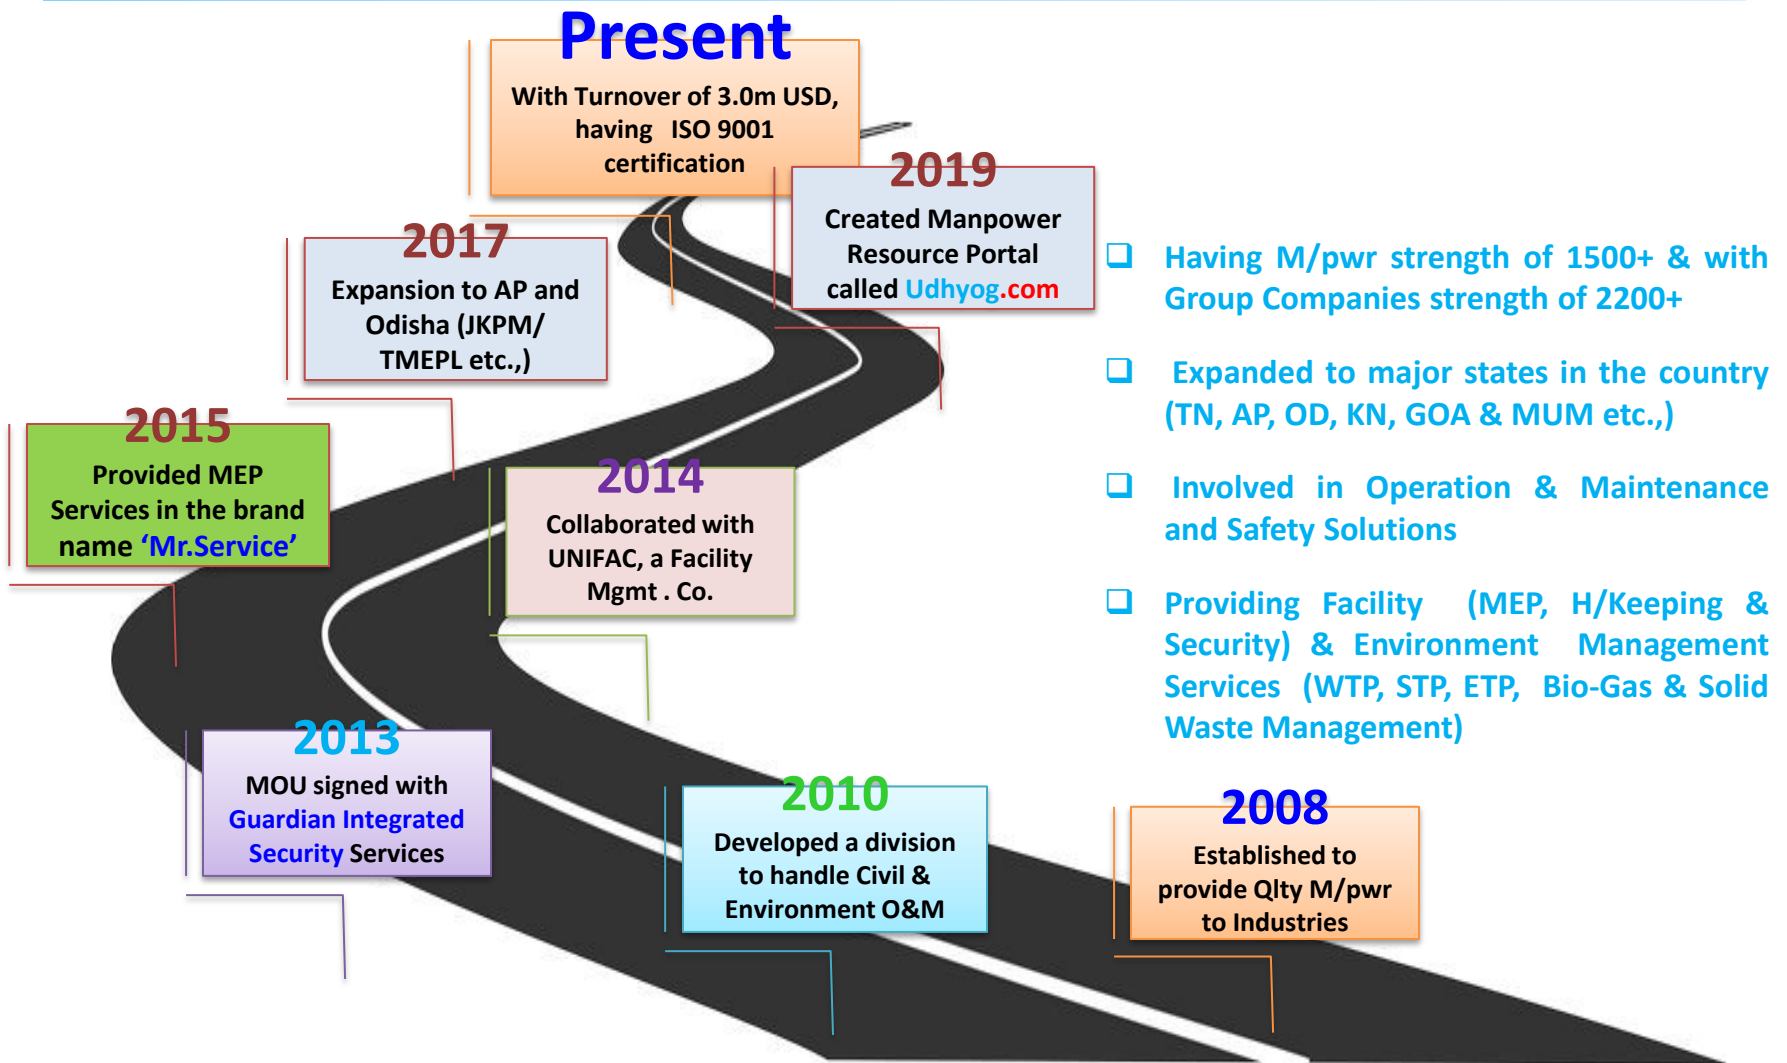 Present
With Turnover of 3.0m USD,
having ISO 9001
certification
2019
Created Manpower
Resource Portal
called Udhyog.com
2017
Expansion to AP and
Odisha (JKPM/
TMEPL etc.,)
2015
Provided MEP
Services in the brand
name ‘Mr.Service’
2014
Collaborated with
UNIFAC, a Facility
Mgmt . Co.
2013
MOU signed with
Guardian Integrated
Security Services
2010
Developed a division
to handle Civil &
Environment O&M
2008
Established to
provide Qlty M/pwr
to Industries
Having M/pwr strength of 1500+ & with
Group Companies strength of 2200+
Expanded to major states in the country
(TN, AP, OD, KN, GOA & MUM etc.,)
Involved in Operation & Maintenance
and Safety Solutions
Providing Facility (MEP, H/Keeping &
Security) & Environment Management
Services (WTP, STP, ETP, Bio-Gas & Solid
Waste Management)